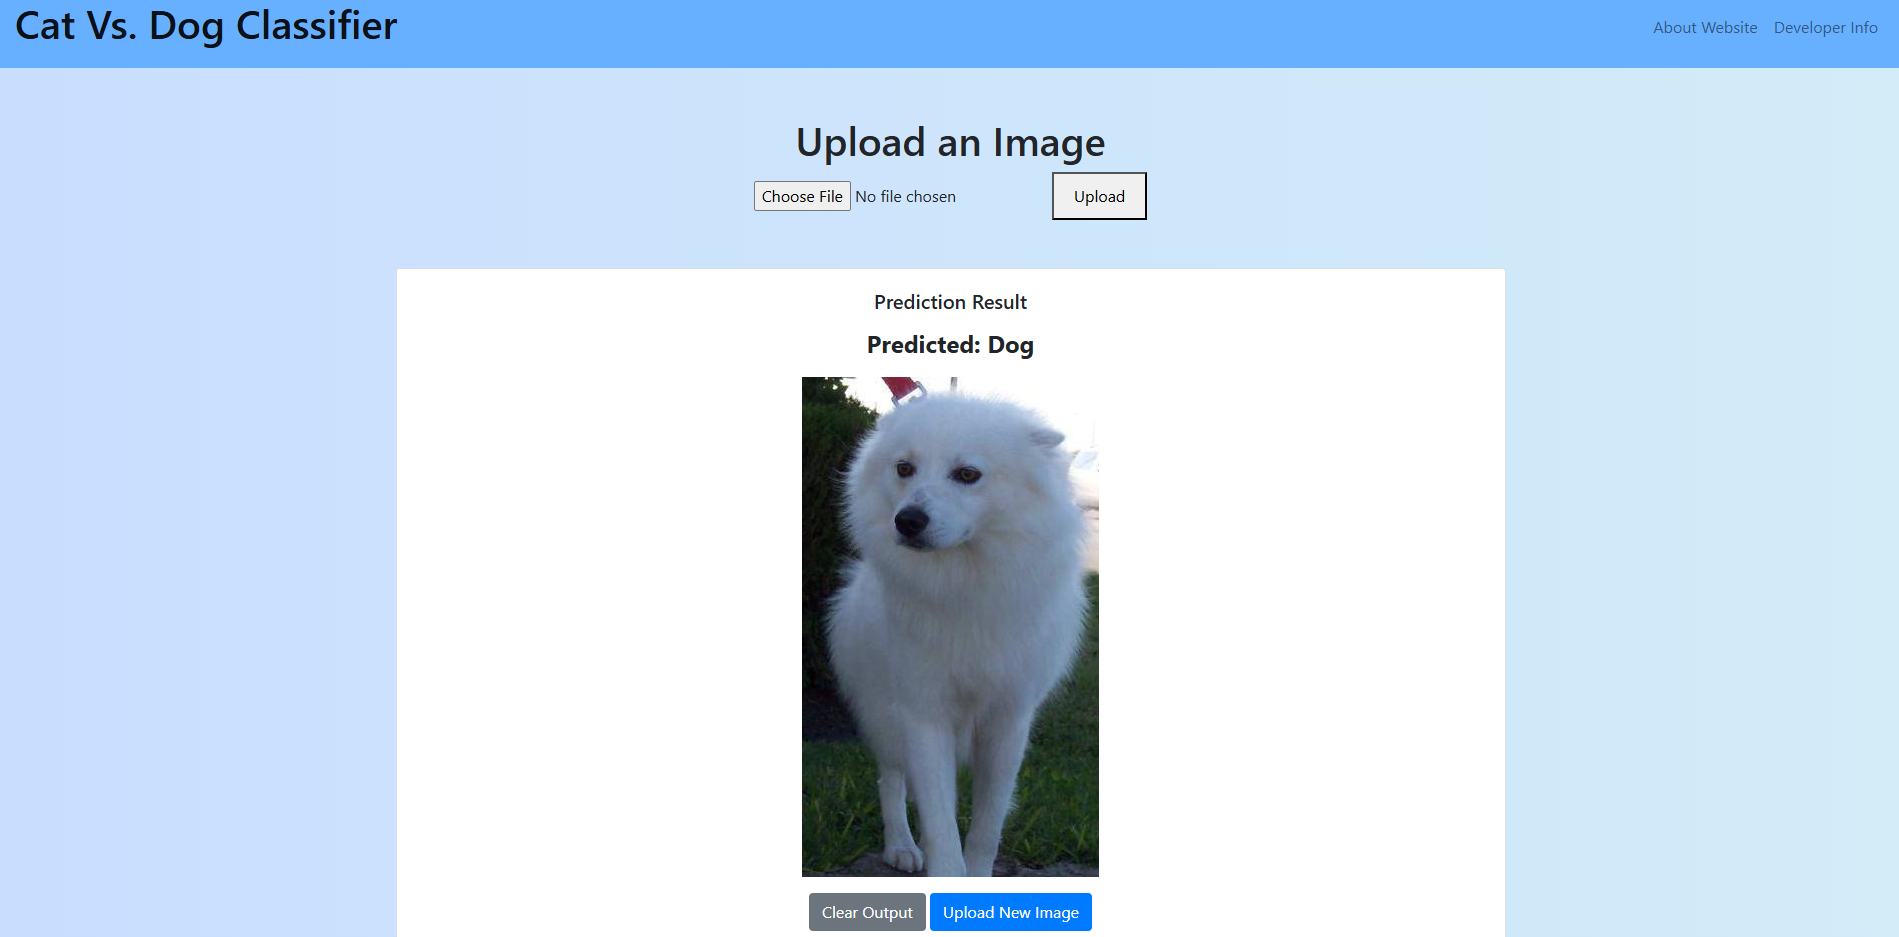 Cat Vs. Dog Classifier
About Website
Developer Info
Upload an Image
Choose File No file chosen
Upload
Prediction Result
Predicted: Dog
Clear Output
Upload New Image